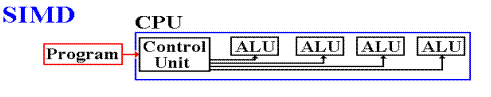 SIMD
CPU
Program
Control
Unit
ALU
ALU
ALU
ALU